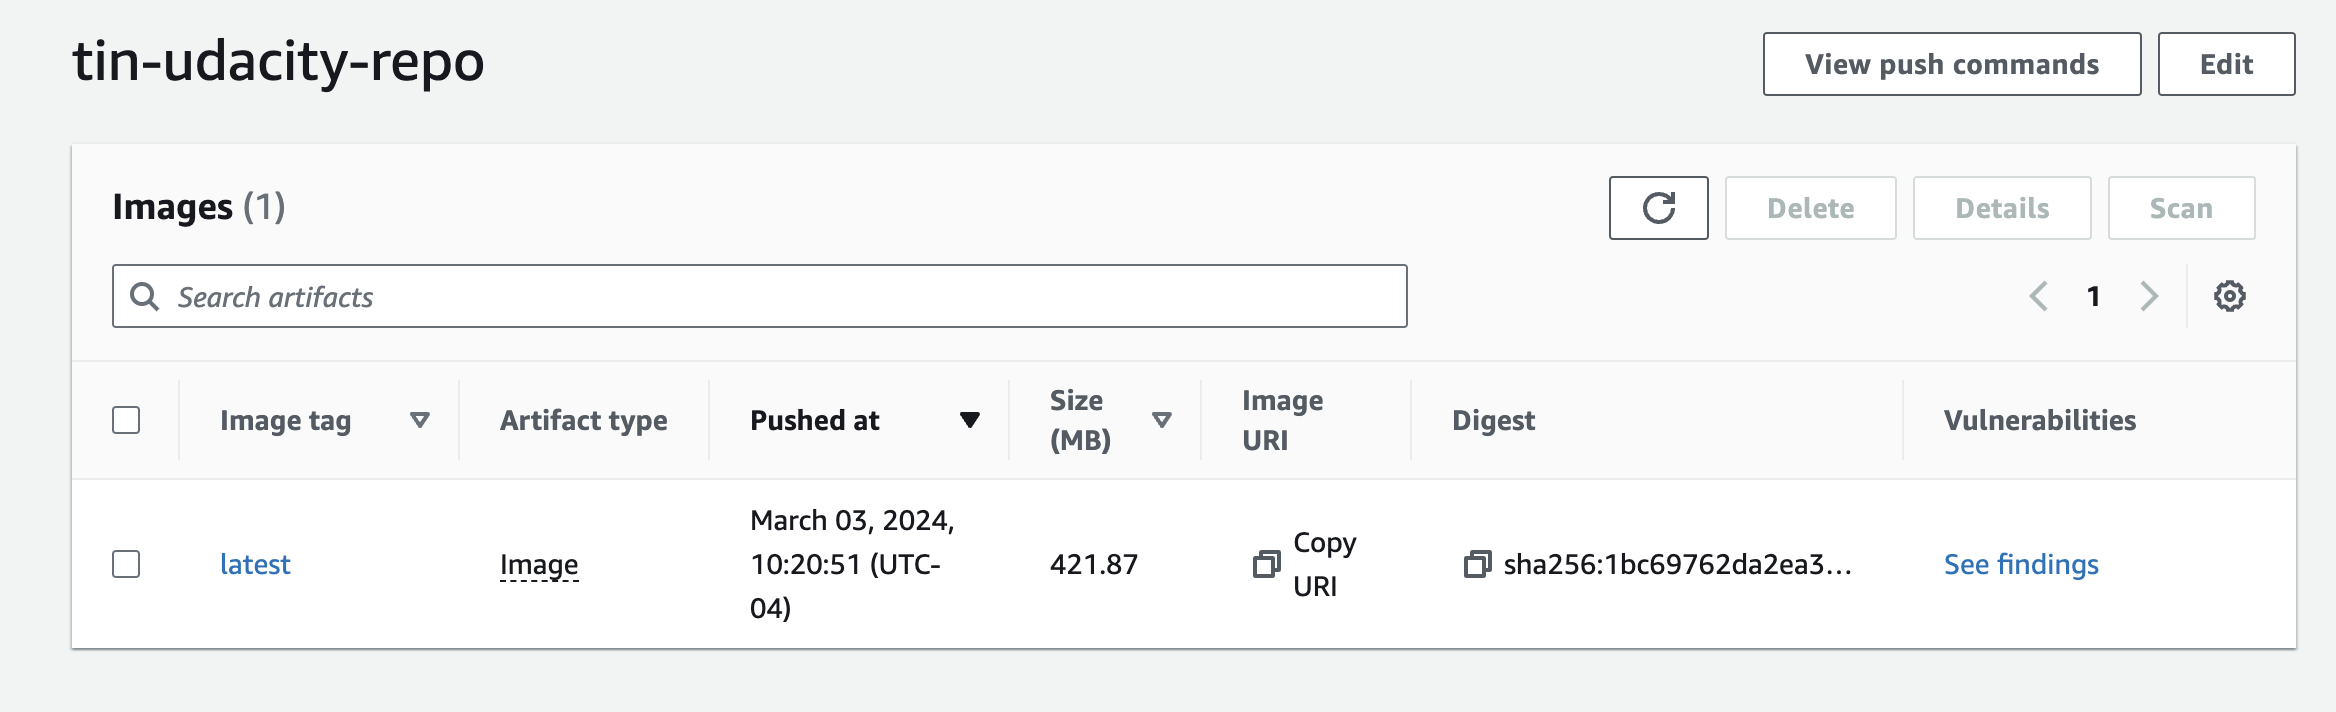 tin-udacity-repo
View push commands
Edit
Images (1)
Delete
Details
Scan
Search artifacts
1
Image tag
Artifact type
Pushed at
Size
(MB)
Image
URI
Digest
Vulnerabilities
latest
Image
March 03, 2024,
10:20:51 (UTC-
04)
421.87
Copy
URI
sha256:1bc69762da2ea3...
See findings